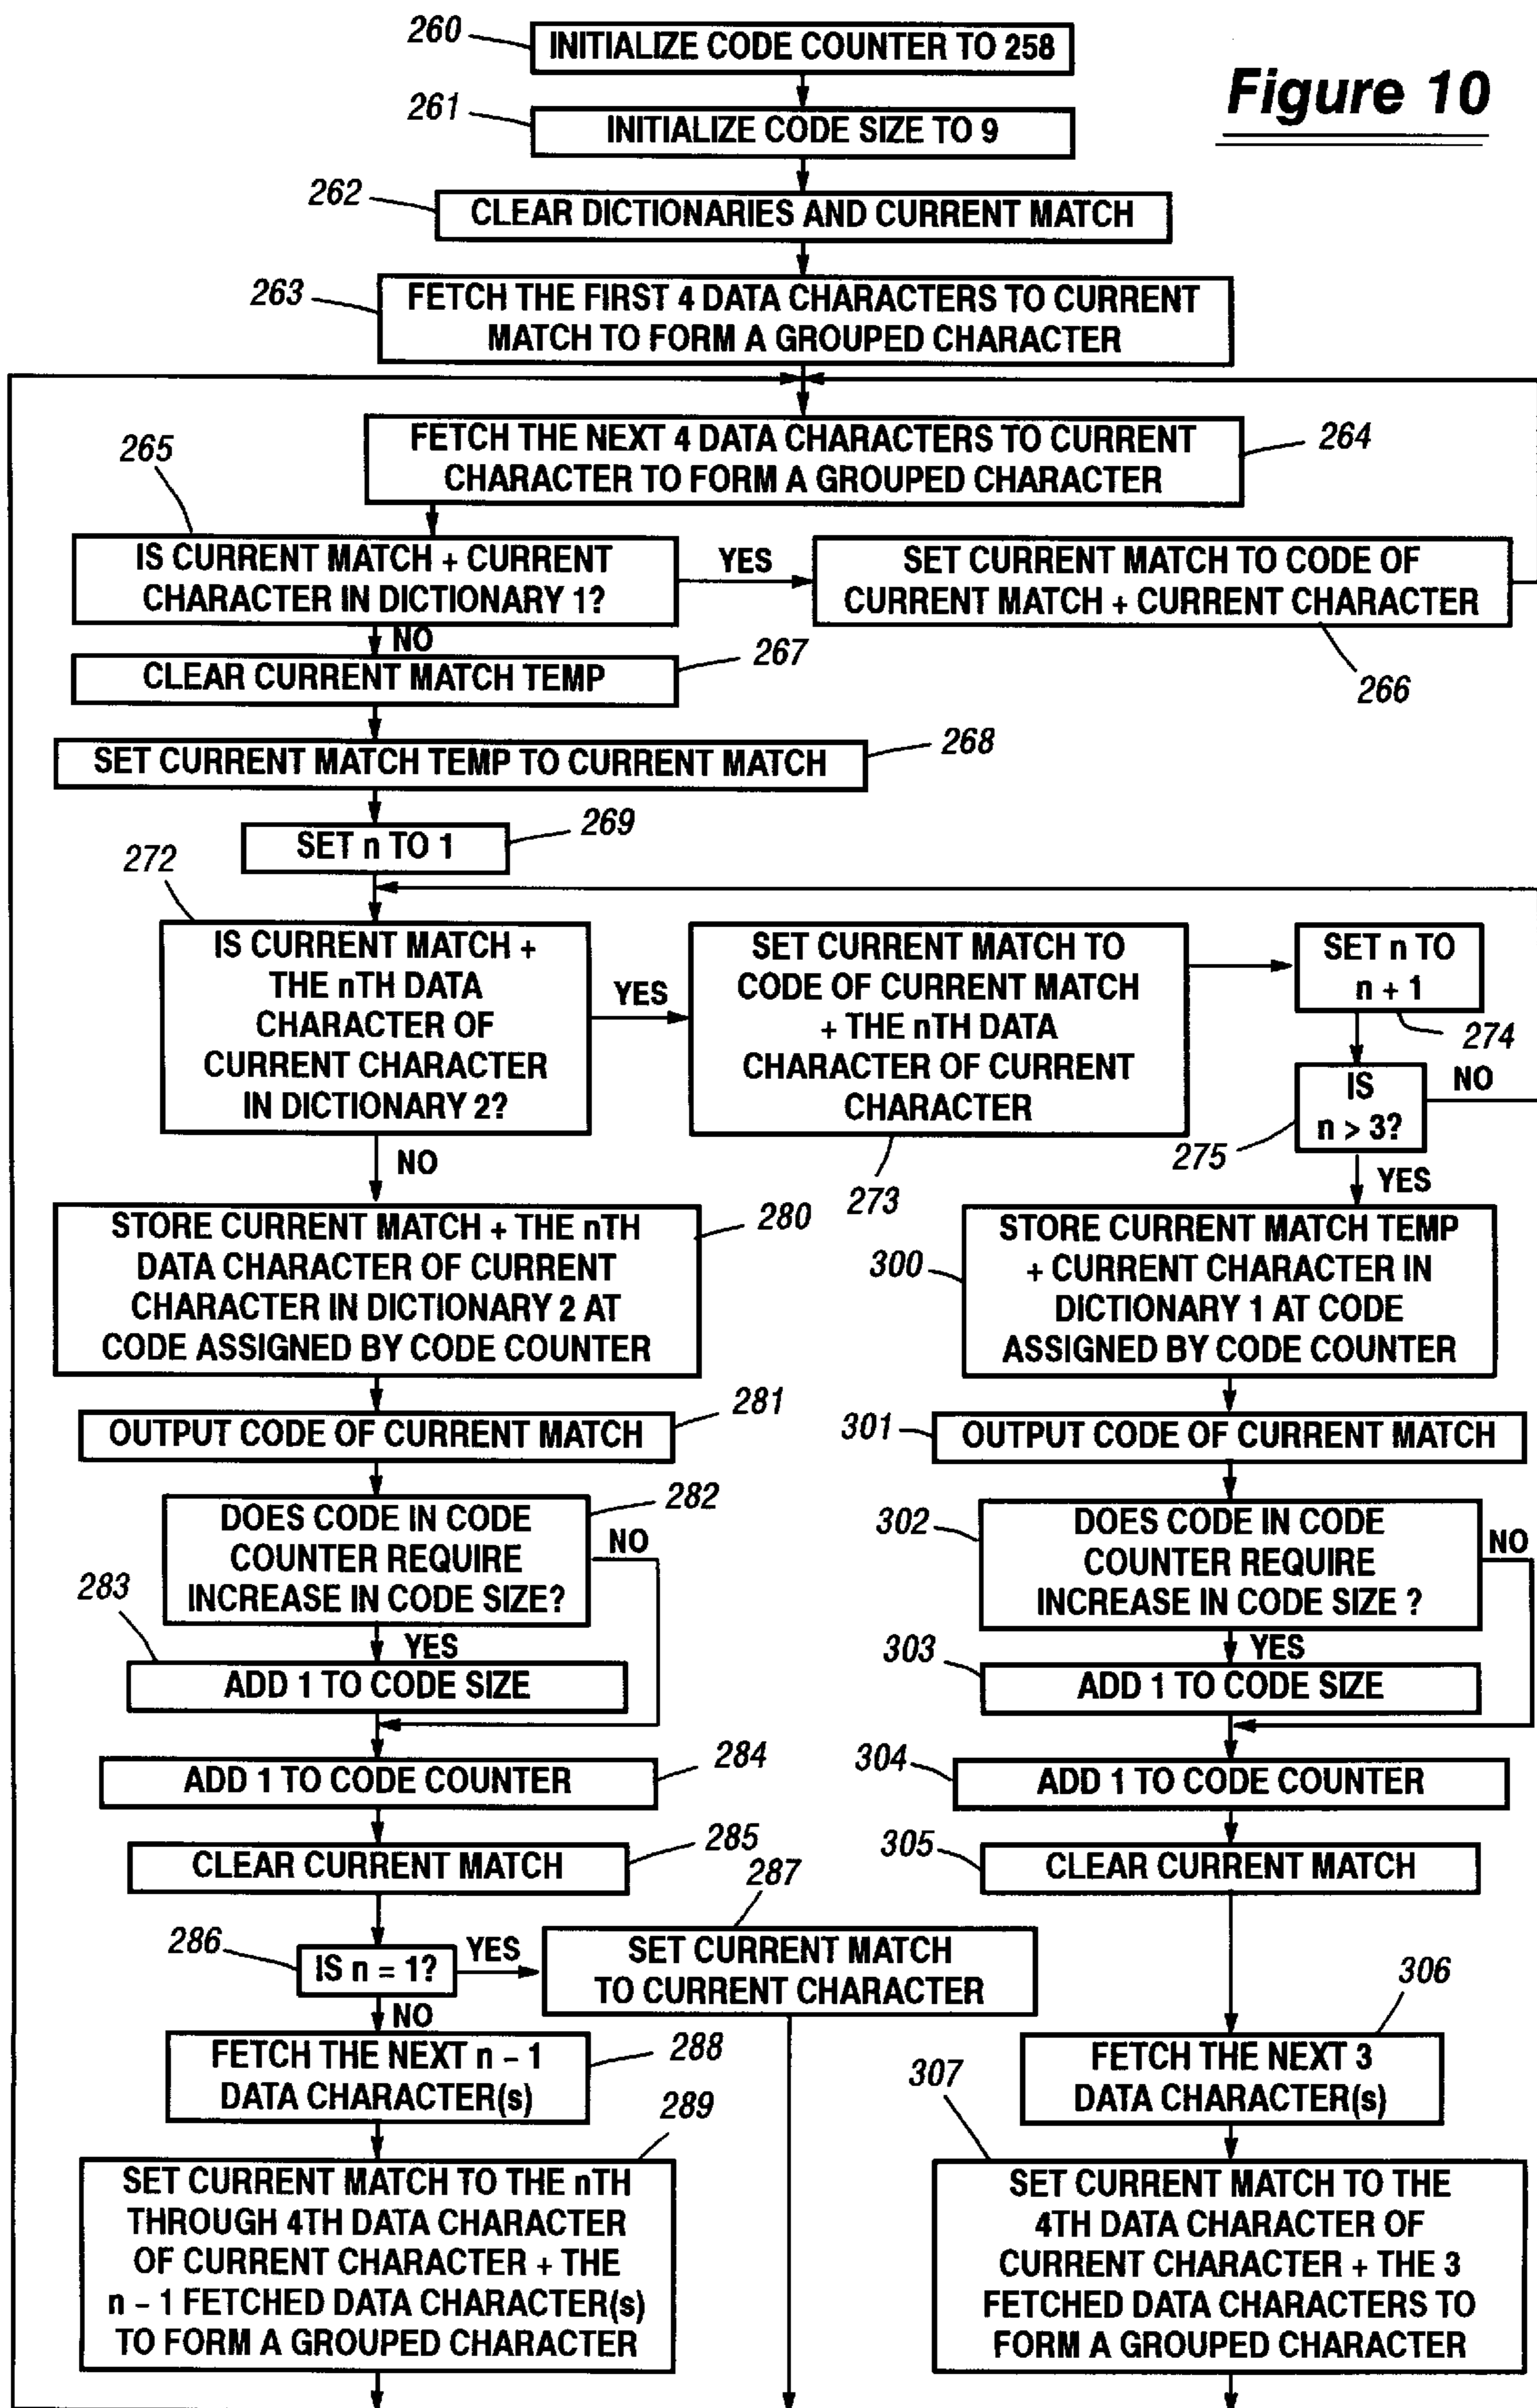 260
INITIALIZE CODE COUNTER TO 258
Figure 10
261
INITIALIZE CODE SIZE TO 9
262
CLEAR DICTIONARIES AND CURRENT MATCH
263
FETCH THE FIRST 4 DATA CHARACTERS TO CURRENT
MATCH TO FORM A GROUPED CHARACTER
264
FETCH THE NEXT 4 DATA CHARACTERS TO CURRENT
CHARACTER TO FORM A GROUPED CHARACTER
265
IS CURRENT MATCH + CURRENT
CHARACTER IN DICTIONARY 1?
YES
SET CURRENT MATCH TO CODE OF
CURRENT MATCH + CURRENT CHARACTER
266
NO
267
CLEAR CURRENT MATCH TEMP
268
SET CURRENT MATCH TEMP TO CURRENT MATCH
269
SET n TO 1
272
IS CURRENT MATCH +
THE nTH DATA
CHARACTER OF
CURRENT CHARACTER
IN DICTIONARY 2?
YES
SET CURRENT MATCH TO
CODE OF CURRENT MATCH
+ THE nTH DATA
CHARACTER OF CURRENT
CHARACTER
273
SET n TO
n + 1
274
IS
n > 3?
275
NO
YES
NO
280
STORE CURRENT MATCH + THE nTH
DATA CHARACTER OF CURRENT
CHARACTER IN DICTIONARY 2 AT
CODE ASSIGNED BY CODE COUNTER
300
STORE CURRENT MATCH TEMP
+ CURRENT CHARACTER IN
DICTIONARY 1 AT CODE
ASSIGNED BY CODE COUNTER
281
OUTPUT CODE OF CURRENT MATCH
301
OUTPUT CODE OF CURRENT MATCH
282
DOES CODE IN CODE
COUNTER REQUIRE
INCREASE IN CODE SIZE?
NO
302
DOES CODE IN CODE
COUNTER REQUIRE
INCREASE IN CODE SIZE ?
NO
283
YES
ADD 1 TO CODE SIZE
303
YES
ADD 1 TO CODE SIZE
284
ADD 1 TO CODE COUNTER
304
ADD 1 TO CODE COUNTER
285
CLEAR CURRENT MATCH
305
CLEAR CURRENT MATCH
286
IS n = 1?
YES
287
SET CURRENT MATCH
TO CURRENT CHARACTER
NO
288
FETCH THE NEXT n – 1
DATA CHARACTER(s)
306
FETCH THE NEXT 3
DATA CHARACTER(s)
289
SET CURRENT MATCH TO THE nTH
THROUGH 4TH DATA CHARACTER
OF CURRENT CHARACTER + THE
n – 1 FETCHED DATA CHARACTER(s)
TO FORM A GROUPED CHARACTER
307
SET CURRENT MATCH TO THE
4TH DATA CHARACTER OF
CURRENT CHARACTER + THE 3
FETCHED DATA CHARACTERS TO
FORM A GROUPED CHARACTER